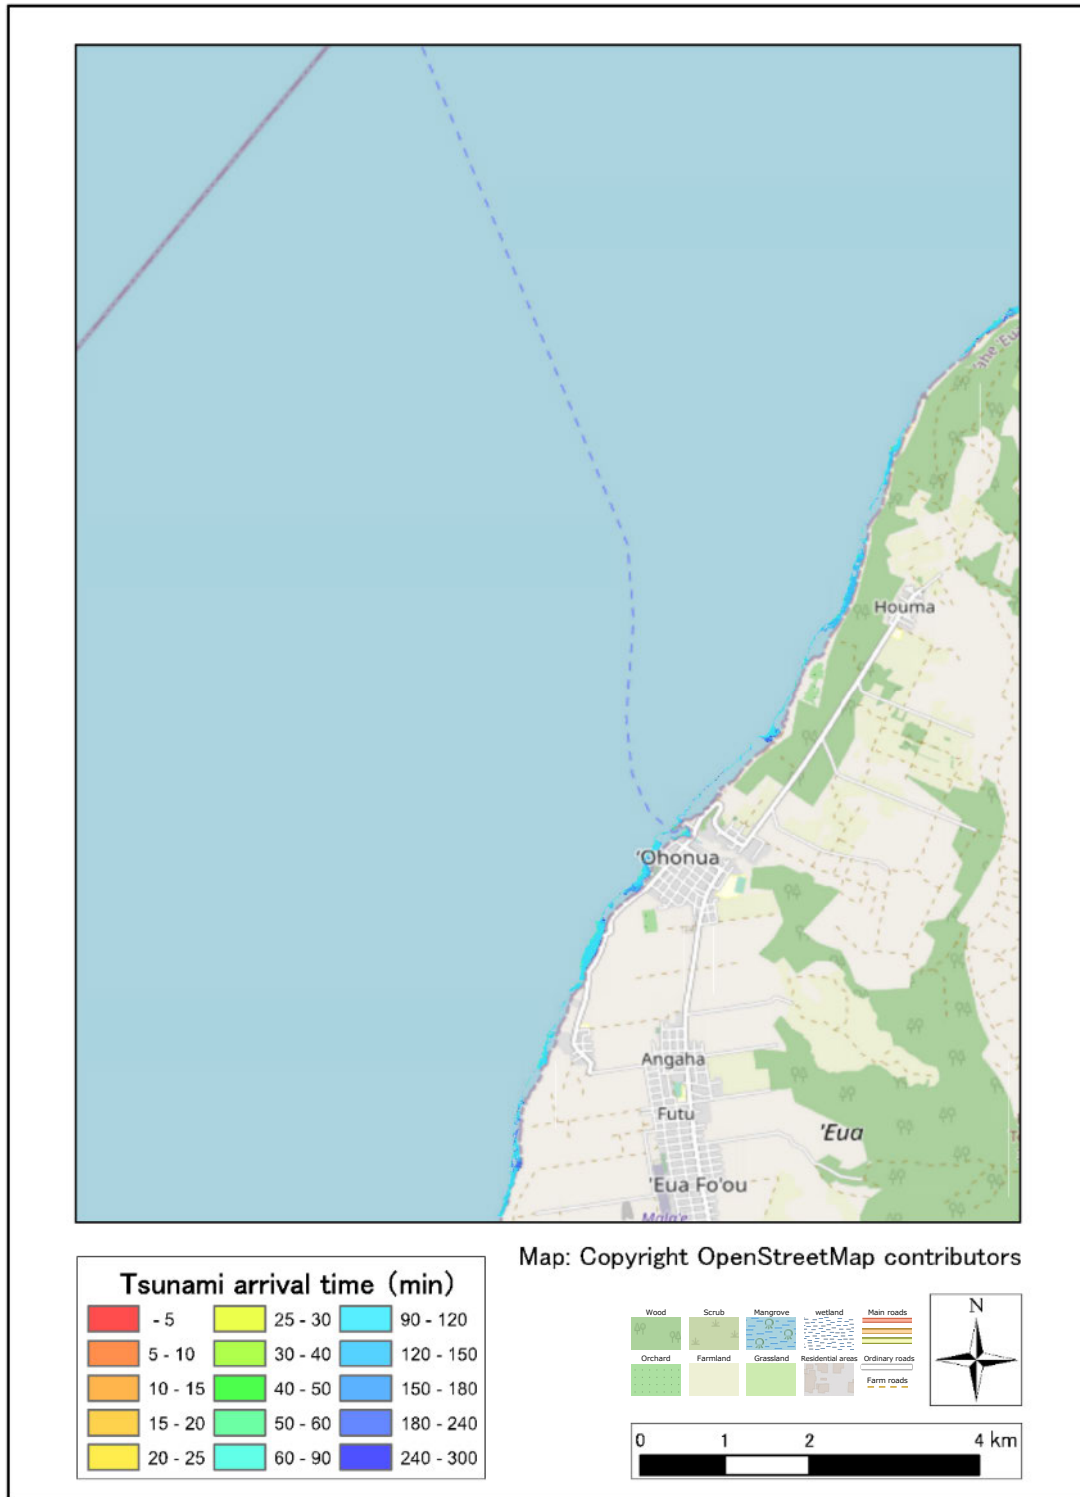 Houma
'Ohonua
Angaha
Futu
'Eua
'Eua Fo'ou
Mala'e
Map: Copyright OpenStreetMap contributors
Tsunami arrival time (min)
- 5
5 - 10
10 - 15
15 - 20
20 - 25
25 - 30
30 - 40
40 - 50
50 - 60
60 - 90
90 - 120
120 - 150
150 - 180
180 - 240
240 - 300
Wood Scrub Mangrove wetland Main roads
Orchard Farmland Grassland Residential areas Ordinary roads
Farm roads
N
0 1 2 4 km